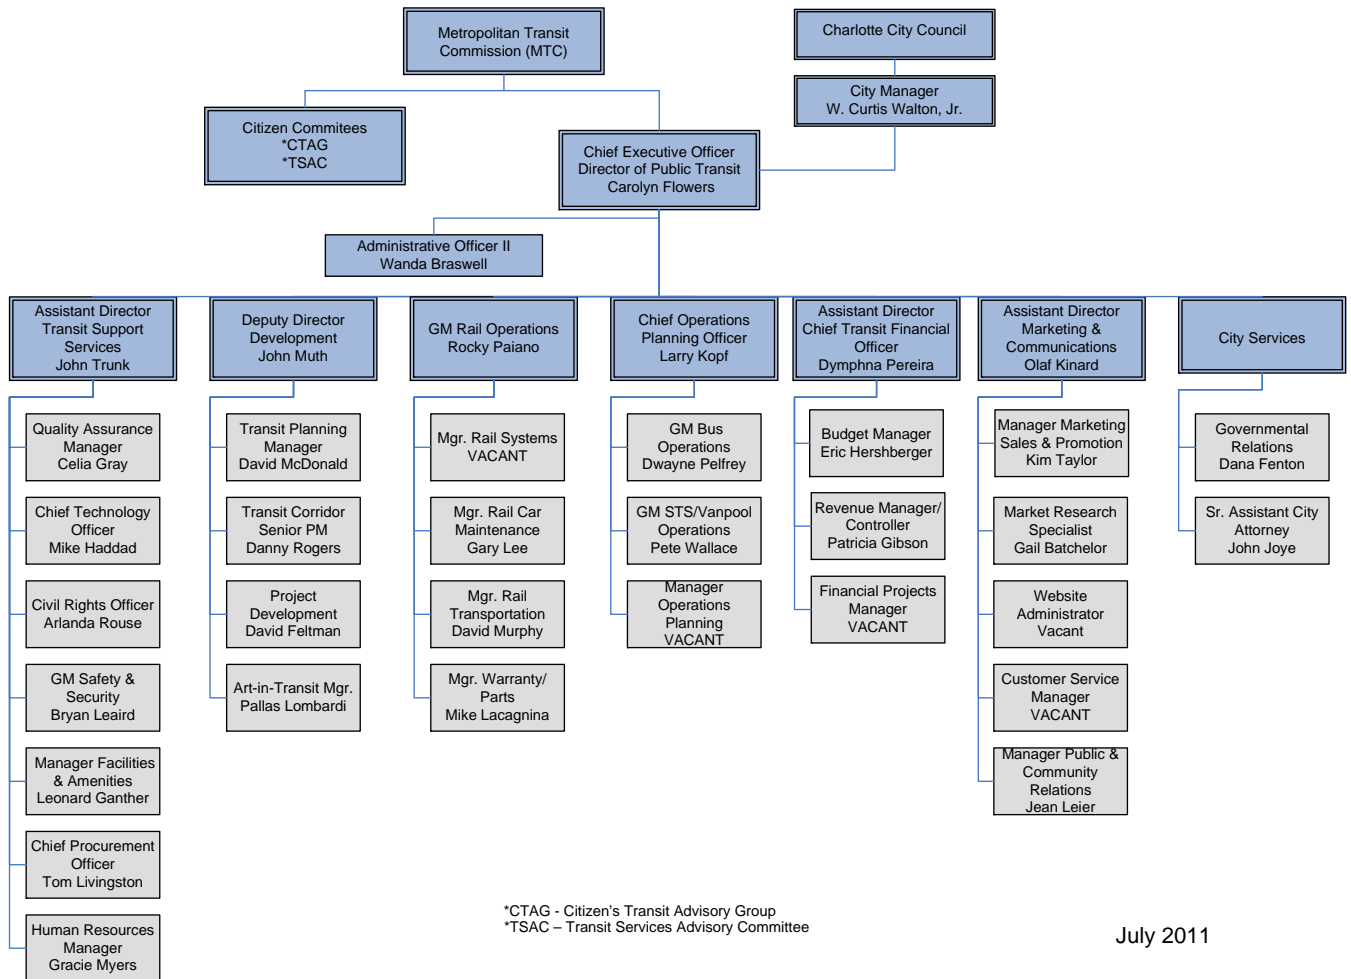 Metropolitan Transit
Commission (MTC)
Charlotte City Council
City Manager
W. Curtis Walton, Jr.
Citizen Commitees
*CTAG
*TSAC
Chief Executive Officer
Director of Public Transit
Carolyn Flowers
Administrative Officer II
Wanda Braswell
Assistant Director
Transit Support
Services
John Trunk
Deputy Director
Development
John Muth
GM Rail Operations
Rocky Paiano
Chief Operations
Planning Officer
Larry Kopf
Assistant Director
Chief Transit Financial
Officer
Dymphna Pereira
Assistant Director
Marketing &
Communications
Olaf Kinard
City Services
Quality Assurance
Manager
Celia Gray
Chief Technology
Officer
Mike Haddad
Civil Rights Officer
Arlanda Rouse
GM Safety &
Security
Bryan Leaird
Manager Facilities
& Amenities
Leonard Ganther
Chief Procurement
Officer
Tom Livingston
Human Resources
Manager
Gracie Myers
Transit Planning
Manager
David McDonald
Transit Corridor
Senior PM
Danny Rogers
Project
Development
David Feltman
Art-in-Transit Mgr.
Pallas Lombardi
Mgr. Rail Systems
VACANT
Mgr. Rail Car
Maintenance
Gary Lee
Mgr. Rail
Transportation
David Murphy
Mgr. Warranty/
Parts
Mike Lacagnina
GM Bus
Operations
Dwayne Pelfrey
GM STS/Vanpool
Operations
Pete Wallace
Manager
Operations
Planning
VACANT
Budget Manager
Eric Hershberger
Revenue Manager/
Controller
Patricia Gibson
Financial Projects
Manager
VACANT
Manager Marketing
Sales & Promotion
Kim Taylor
Market Research
Specialist
Gail Batchelor
Website
Administrator
Vacant
Customer Service
Manager
VACANT
Manager Public &
Community
Relations
Jean Leier
Governmental
Relations
Dana Fenton
Sr. Assistant City
Attorney
John Joye
*CTAG - Citizen's Transit Advisory Group
*TSAC – Transit Services Advisory Committee
July 2011